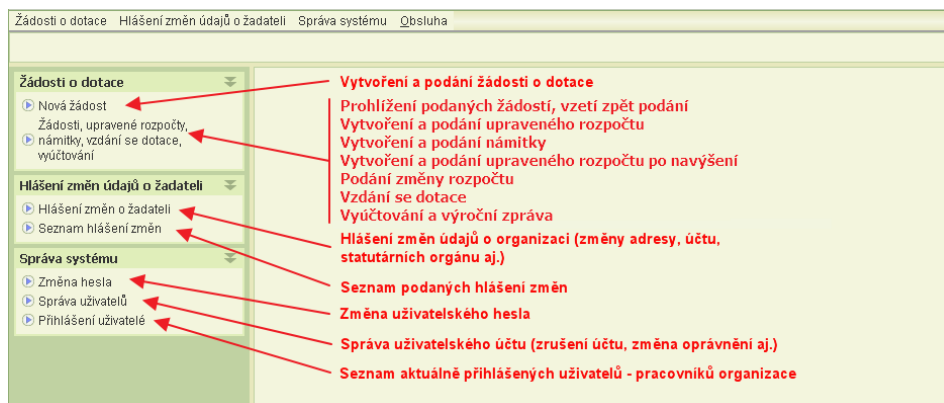 Žádosti o dotace Hlášení změn údajů o žadateli Správa systému Obsluha
Žádosti o dotace
Nová žádost
Žádosti, upravené rozpočty,
námitky, vzdání se dotace,
vyúčtování
Hlášení změn údajů o žadateli
Hlášení změn o žadateli
Seznam hlášení změn
Správa systému
Změna hesla
Správa uživatelů
Přihlášení uživatelé
Vytvoření a podání žádosti o dotace
Prohlížení podaných žádostí, vzetí zpět podání
Vytvoření a podání upraveného rozpočtu
Vytvoření a podání námitky
Vytvoření a podání upraveného rozpočtu po navýšení
Podání změny rozpočtu
Vzdání se dotace
Vyúčtování a výroční zpráva
Hlášení změn údajů o organizaci (změny adresy, účtu,
statutárních orgánu aj.)
Seznam podaných hlášení změn
Změna uživatelského hesla
Správa uživatelského účtu (zrušení účtu, změna oprávnění aj.)
Seznam aktuálně přihlášených uživatelů - pracovníků organizace